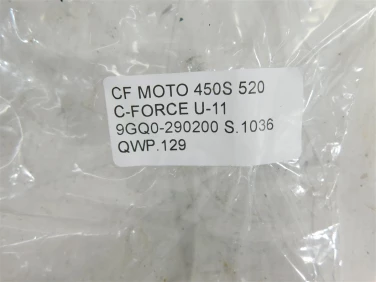 CF MOTO 450S 520
C-FORCE U-11
9GQ0-290200 S.1036
QWP.129